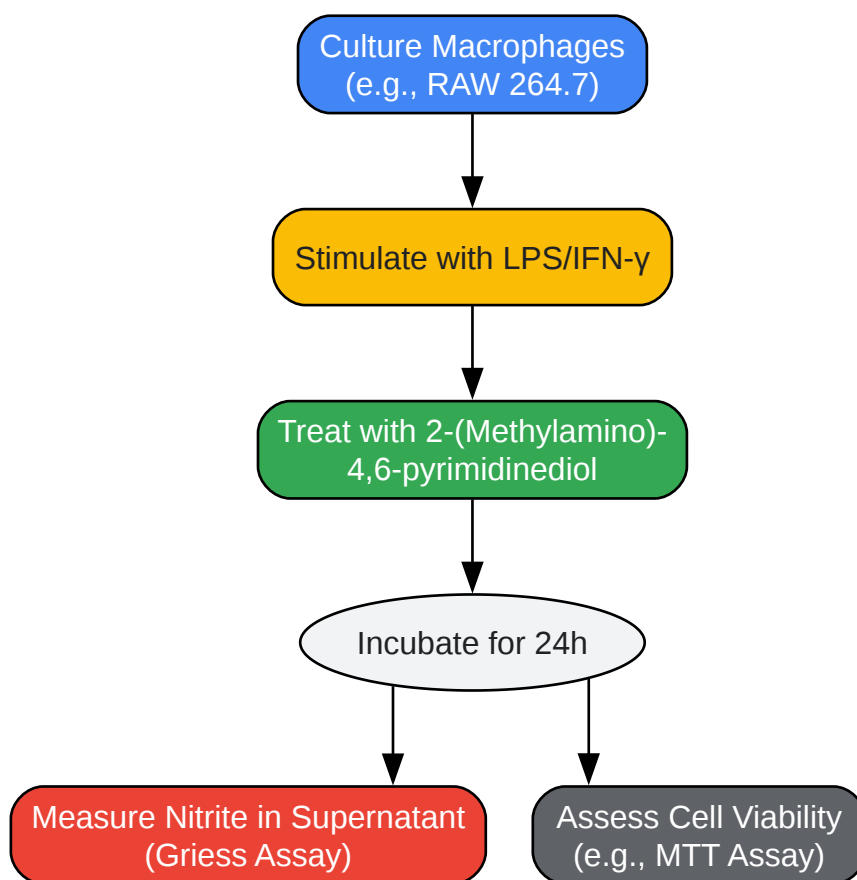 Culture Macrophages
(e.g., RAW 264.7)
Stimulate with LPS/IFN-γ
Treat with 2-(Methylamino)-
4,6-pyrimidinediol
Incubate for 24h
Measure Nitrite in Supernatant
(Griess Assay)
Assess Cell Viability
(e.g., MTT Assay)